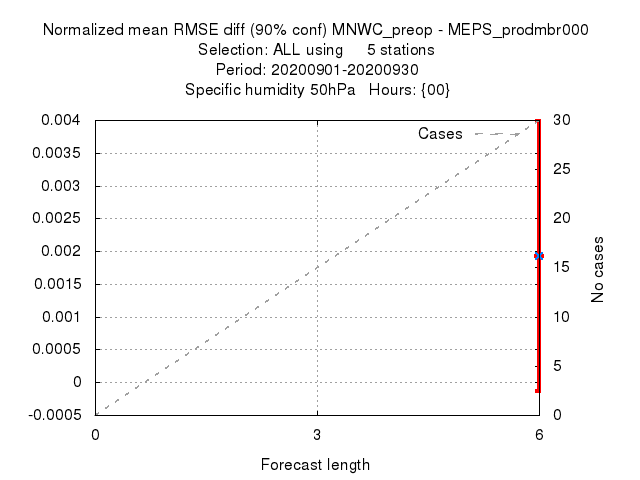 Normalized mean RMSE diff (90% conf) MNWC_preop - MEPS_prodmbr000
Selection: ALL using 5 stations
Period: 20200901-20200930
Specific humidity 50hPa Hours: {00}
Cases
0.004
0.0035
0.003
0.0025
0.002
0.0015
0.001
0.0005
0
-0.0005
30
25
20
15
10
5
0
No cases
0 3 6
Forecast length